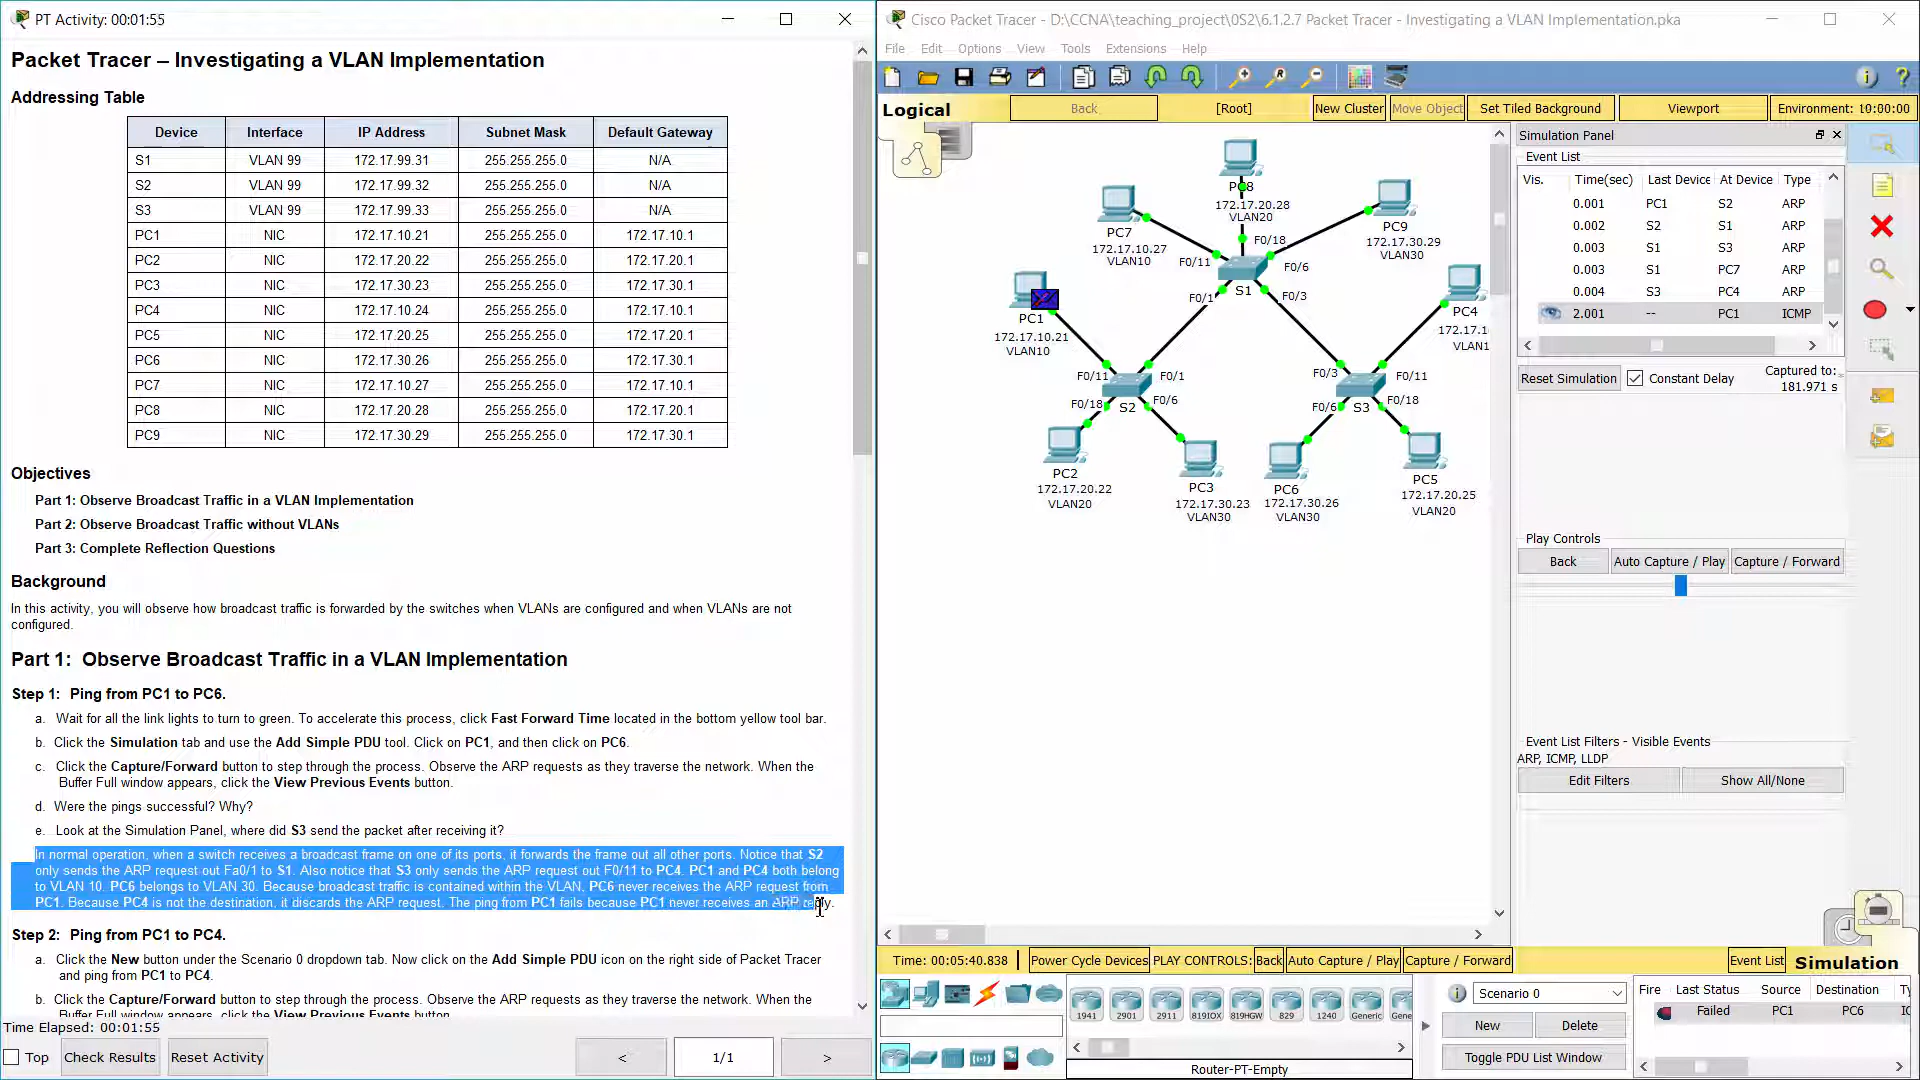 PT Activity: 00:01:55
Packet Tracer – Investigating a VLAN Implementation
Addressing Table
Device Interface IP Address Subnet Mask Default Gateway
S1 VLAN 99 172.17.99.31 255.255.255.0 N/A
S2 VLAN 99 172.17.99.32 255.255.255.0 N/A
S3 VLAN 99 172.17.99.33 255.255.255.0 N/A
PC1 NIC 172.17.10.21 255.255.255.0 172.17.10.1
PC2 NIC 172.17.20.22 255.255.255.0 172.17.20.1
PC3 NIC 172.17.30.23 255.255.255.0 172.17.30.1
PC4 NIC 172.17.10.24 255.255.255.0 172.17.10.1
PC5 NIC 172.17.20.25 255.255.255.0 172.17.20.1
PC6 NIC 172.17.30.26 255.255.255.0 172.17.30.1
PC7 NIC 172.17.10.27 255.255.255.0 172.17.10.1
PC8 NIC 172.17.20.28 255.255.255.0 172.17.20.1
PC9 NIC 172.17.30.29 255.255.255.0 172.17.30.1
Objectives
Part 1: Observe Broadcast Traffic in a VLAN Implementation
Part 2: Observe Broadcast Traffic without VLANs
Part 3: Complete Reflection Questions
Background
In this activity, you will observe how broadcast traffic is forwarded by the switches when VLANs are configured and when VLANs are not
configured.
Part 1: Observe Broadcast Traffic in a VLAN Implementation
Step 1: Ping from PC1 to PC6.
a. Wait for all the link lights to turn to green. To accelerate this process, click Fast Forward Time located in the bottom yellow tool bar.
b. Click the Simulation tab and use the Add Simple PDU tool. Click on PC1, and then click on PC6.
c. Click the Capture/Forward button to step through the process. Observe the ARP requests as they traverse the network. When the
Buffer Full window appears, click the View Previous Events button.
d. Were the pings successful? Why?
e. Look at the Simulation Panel, where did S3 send the packet after receiving it?
In normal operation, when a switch receives a broadcast frame on one of its ports, it forwards the frame out all other ports. Notice that S2
only sends the ARP request out Fa0/1 to S1. Also notice that S3 only sends the ARP request out F0/11 to PC4. PC1 and PC4 both belong
to VLAN 10. PC6 belongs to VLAN 30. Because broadcast traffic is contained within the VLAN, PC6 never receives the ARP request from
PC1. Because PC4 is not the destination, it discards the ARP request. The ping from PC1 fails because PC1 never receives an ARP reply.
Step 2: Ping from PC1 to PC4.
a. Click the New button under the Scenario 0 dropdown tab. Now click on the Add Simple PDU icon on the right side of Packet Tracer
and ping from PC1 to PC4.
b. Click the Capture/Forward button to step through the process. Observe the ARP requests as they traverse the network. When the
Buffer Full window appears, click the View Previous Events button.
Time Elapsed: 00:01:55
Top Check Results Reset Activity < 1/1 >
Cisco Packet Tracer - D:\CCNA\teaching_project\0S2\6.1.2.7 Packet Tracer - Investigating a VLAN Implementation.pka
File Edit Options View Tools Extensions Help
Logical Back [Root] New Cluster Move Object Set Tiled Background Viewport Environment: 10:00:00
PC8
172.17.20.28
VLAN20
PC7
172.17.10.27
VLAN10
PC9
172.17.30.29
VLAN30
F0/18
F0/11
F0/6
S1
F0/1
F0/3
PC1
172.17.10.21
VLAN10
PC4
172.17.1
VLAN1
F0/11 F0/1
F0/18 F0/6
S2
F0/3 F0/11
F0/6 F0/18
S3
PC2
172.17.20.22
VLAN20
PC3
172.17.30.23
VLAN30
PC6
172.17.30.26
VLAN30
PC5
172.17.20.25
VLAN20
Simulation Panel
Event List
Vis. Time(sec) Last Device At Device Type
0.001 PC1 S2 ARP
0.002 S2 S1 ARP
0.003 S1 S3 ARP
0.003 S1 PC7 ARP
0.004 S3 PC4 ARP
2.001 -- PC1 ICMP
Reset Simulation Constant Delay Captured to:
181.971 s
Play Controls
Back Auto Capture / Play Capture / Forward
Event List Filters - Visible Events
ARP, ICMP, LLDP
Edit Filters Show All/None
Time: 00:05:40.838 Power Cycle Devices PLAY CONTROLS: Back Auto Capture / Play Capture / Forward Event List Simulation
1941 2901 2911 819IOX 819HGW 829 1240 Generic Gene
Router-PT-Empty
Scenario 0
New Delete
Toggle PDU List Window
Fire Last Status Source Destination Ty
Failed PC1 PC6 IC